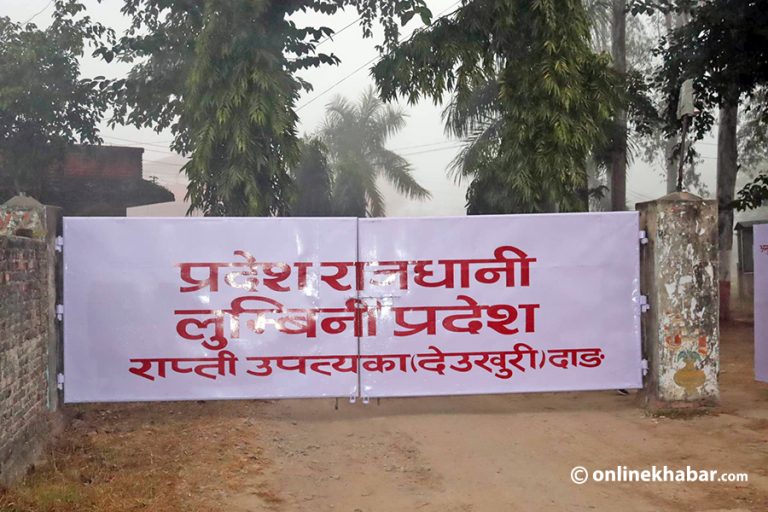 प्रदेश राजधानी
लुम्बिनी प्रदेश
राप्ती उपत्यका(देउखुरी)दाङ
© onlinekhabar.com